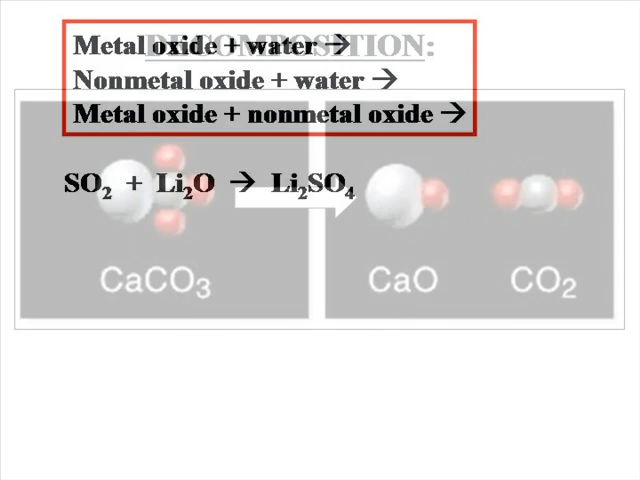 DECOMPOSITION:
Metal oxide + water →
Nonmetal oxide + water →
Metal oxide + nonmetal oxide →
SO₂ + Li₂O → Li₂SO₄
CaCO₃ CaO CO₂